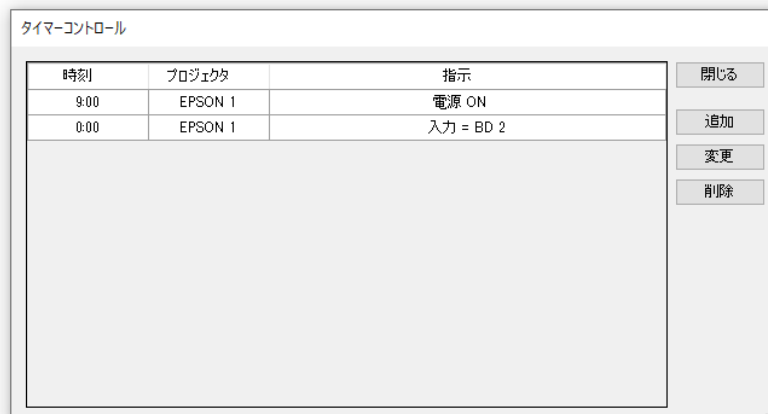 タイマーコントロール
時刻 プロジェクタ 指示
9:00 EPSON 1 電源 ON
0:00 EPSON 1 入力 = BD 2
閉じる
追加
変更
削除